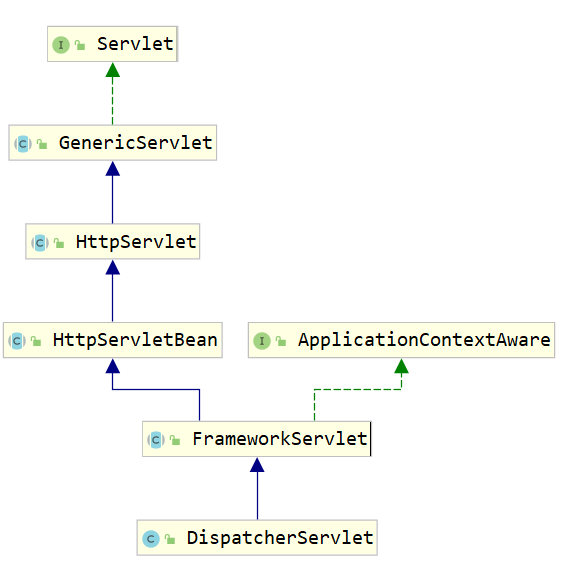 I Servlet
C GenericServlet
C HttpServlet
C HttpServletBean
I ApplicationContextAware
C FrameworkServlet
C DispatcherServlet